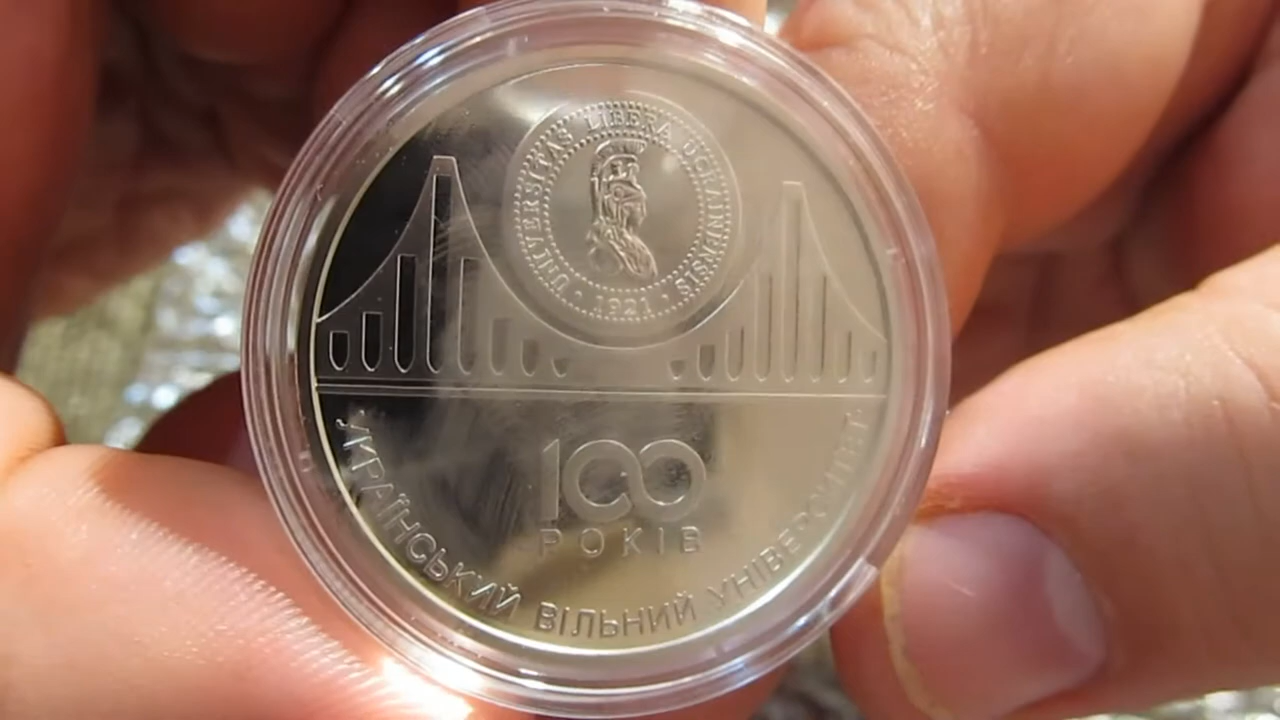 UNIVERSITAS LIBERA UCRAINENSIS
· 1921 ·
100
РОКІВ
УКРАЇНСЬКИЙ ВІЛЬНИЙ УНІВЕРСИТЕТ